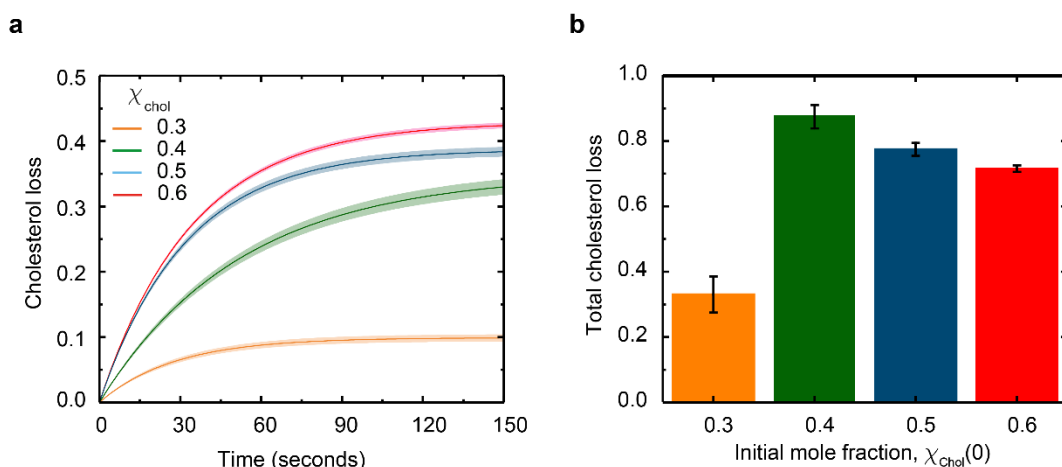 a
Cholesterol loss
0.5
0.4
0.3
0.2
0.1
0.0
χchol
0.3
0.4
0.5
0.6
0 30 60 90 120 150
Time (seconds)
b
Total cholesterol loss
1.0
0.8
0.6
0.4
0.2
0.0
0.3 0.4 0.5 0.6
Initial mole fraction, χChol(0)